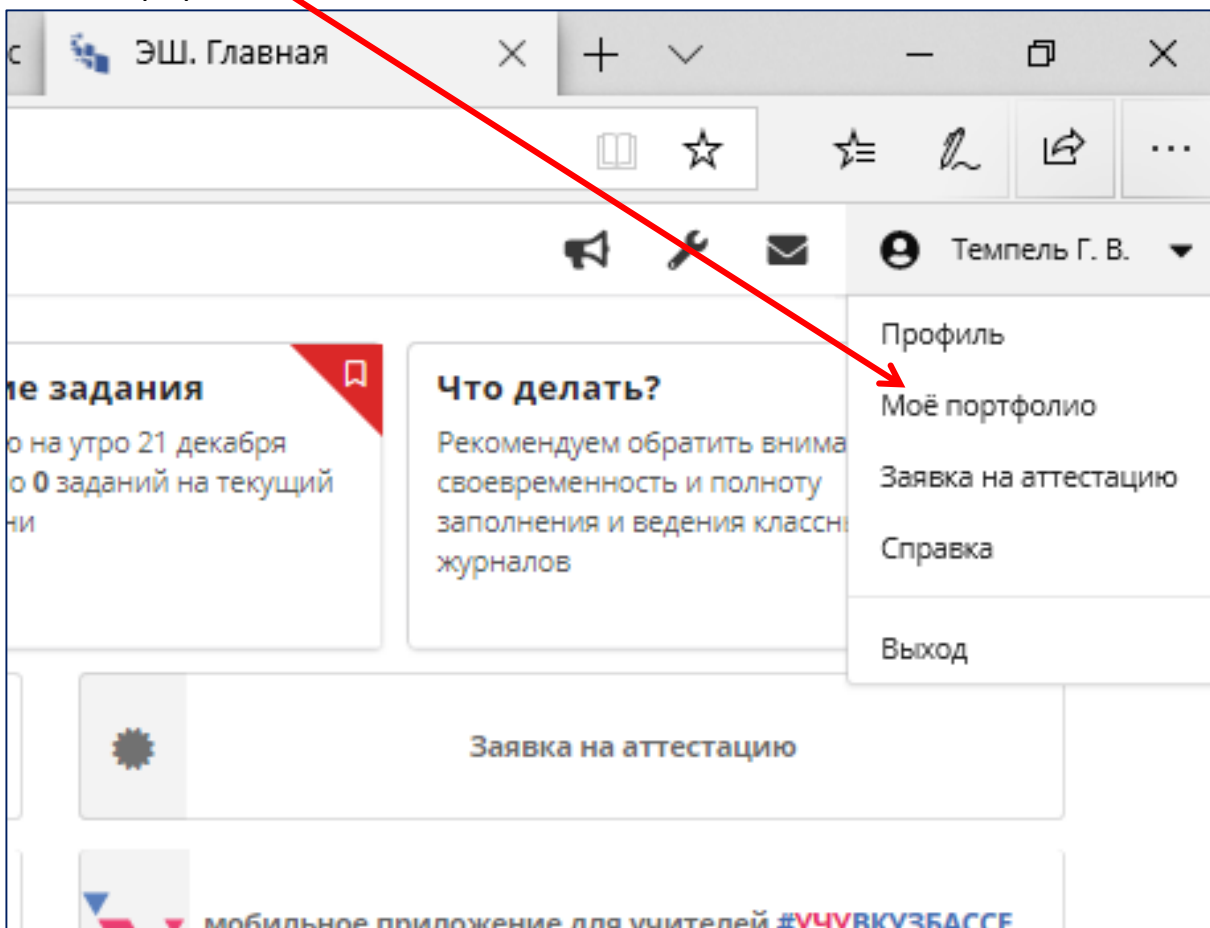 с
ЭШ. Главная
Темпель Г. В.
Профиль
Моё портфолио
Заявка на аттестацию
Справка
Выход
ие задания
о на утро 21 декабря
о 0 заданий на текущий
ни
Что делать?
Рекомендуем обратить внима
своевременность и полноту
заполнения и ведения классн
журналов
Заявка на аттестацию
мобильное приложение для учителей #УЧУВКУЗБАССЕ